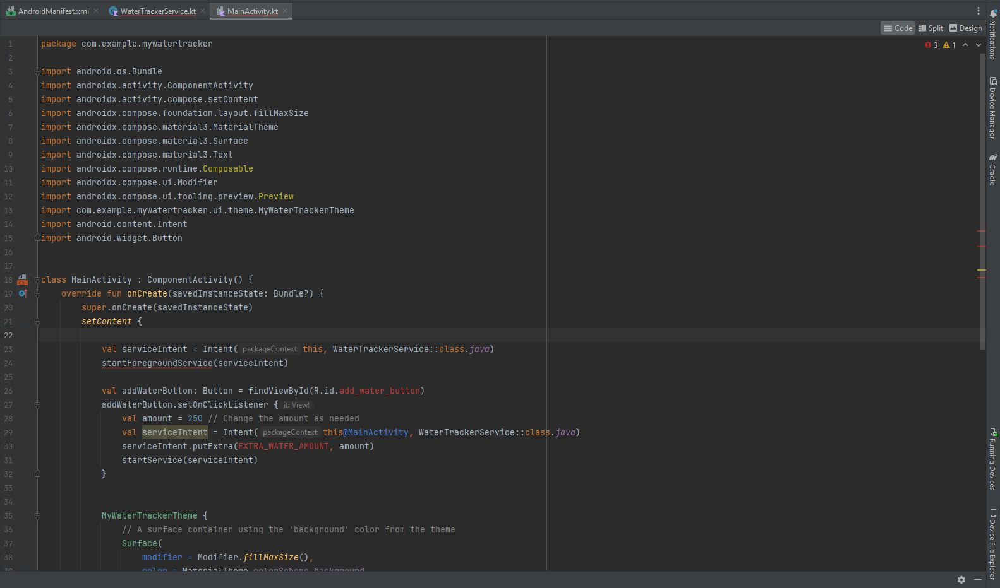 AndroidManifest.xml WaterTrackerService.kt MainActivity.kt
Code Split Design
3 1
1 package com.example.mywatertracker
2
3 import android.os.Bundle
4 import androidx.activity.ComponentActivity
5 import androidx.activity.compose.setContent
6 import androidx.compose.foundation.layout.fillMaxSize
7 import androidx.compose.material3.MaterialTheme
8 import androidx.compose.material3.Surface
9 import androidx.compose.material3.Text
10 import androidx.compose.runtime.Composable
11 import androidx.compose.ui.Modifier
12 import androidx.compose.ui.tooling.preview.Preview
13 import com.example.mywatertracker.ui.theme.MyWaterTrackerTheme
14 import android.content.Intent
15 import android.widget.Button
16
17
18 class MainActivity : ComponentActivity() {
19 override fun onCreate(savedInstanceState: Bundle?) {
20 super.onCreate(savedInstanceState)
21 setContent {
22
23 val serviceIntent = Intent( packageContext: this, WaterTrackerService::class.java)
24 startForegroundService(serviceIntent)
25
26 val addWaterButton: Button = findViewById(R.id.add_water_button)
27 addWaterButton.setOnClickListener { it: View!
28 val amount = 250 // Change the amount as needed
29 val serviceIntent = Intent( packageContext: this@MainActivity, WaterTrackerService::class.java)
30 serviceIntent.putExtra(EXTRA_WATER_AMOUNT, amount)
31 startService(serviceIntent)
32 }
33
34
35 MyWaterTrackerTheme {
36 // A surface container using the 'background' color from the theme
37 Surface(
38 modifier = Modifier.fillMaxSize(),
39 color = MaterialTheme.colorScheme.background
Notifications
Device Manager
Gradle
Running Devices
Device File Explorer